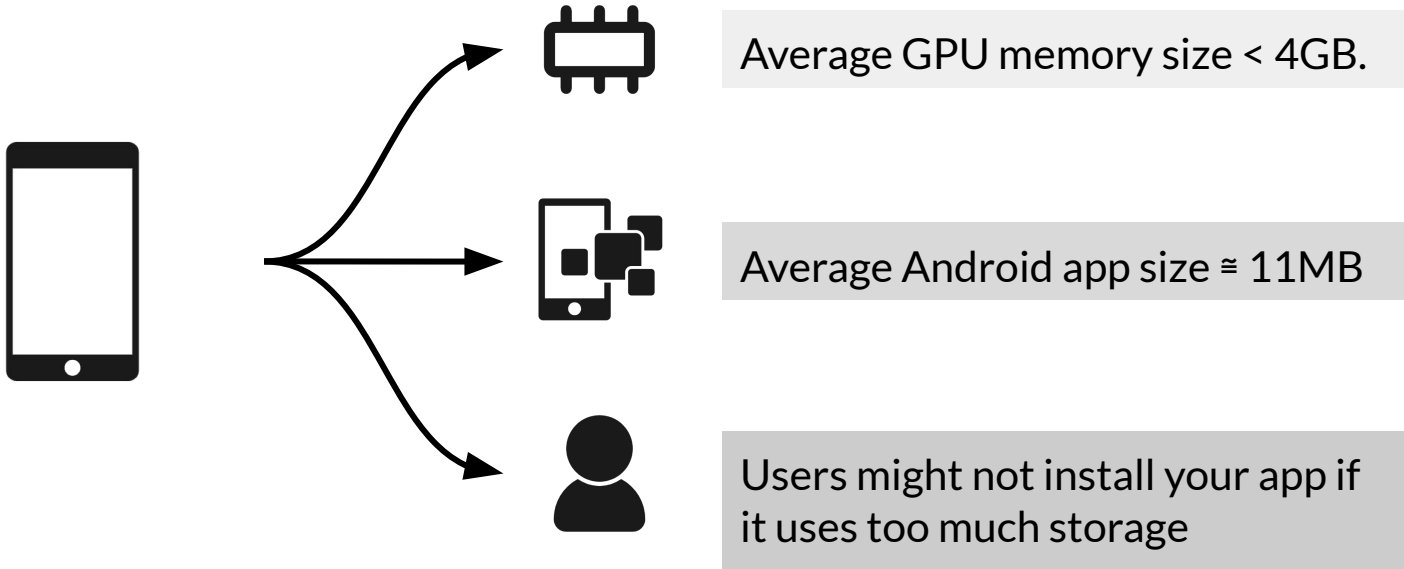 Average GPU memory size < 4GB.
Average Android app size ≅ 11MB
Users might not install your app if
it uses too much storage